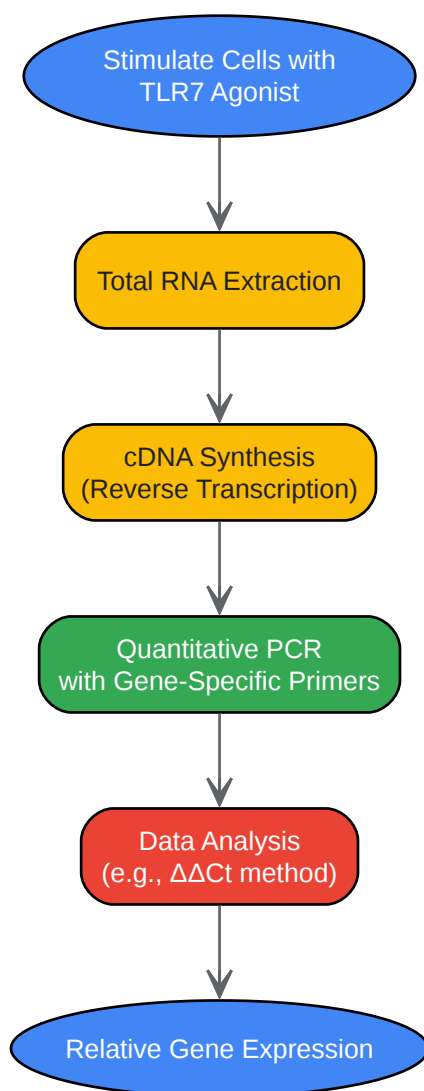 Stimulate Cells with
TLR7 Agonist
Total RNA Extraction
cDNA Synthesis
(Reverse Transcription)
Quantitative PCR
with Gene-Specific Primers
Data Analysis
(e.g., ΔΔCt method)
Relative Gene Expression